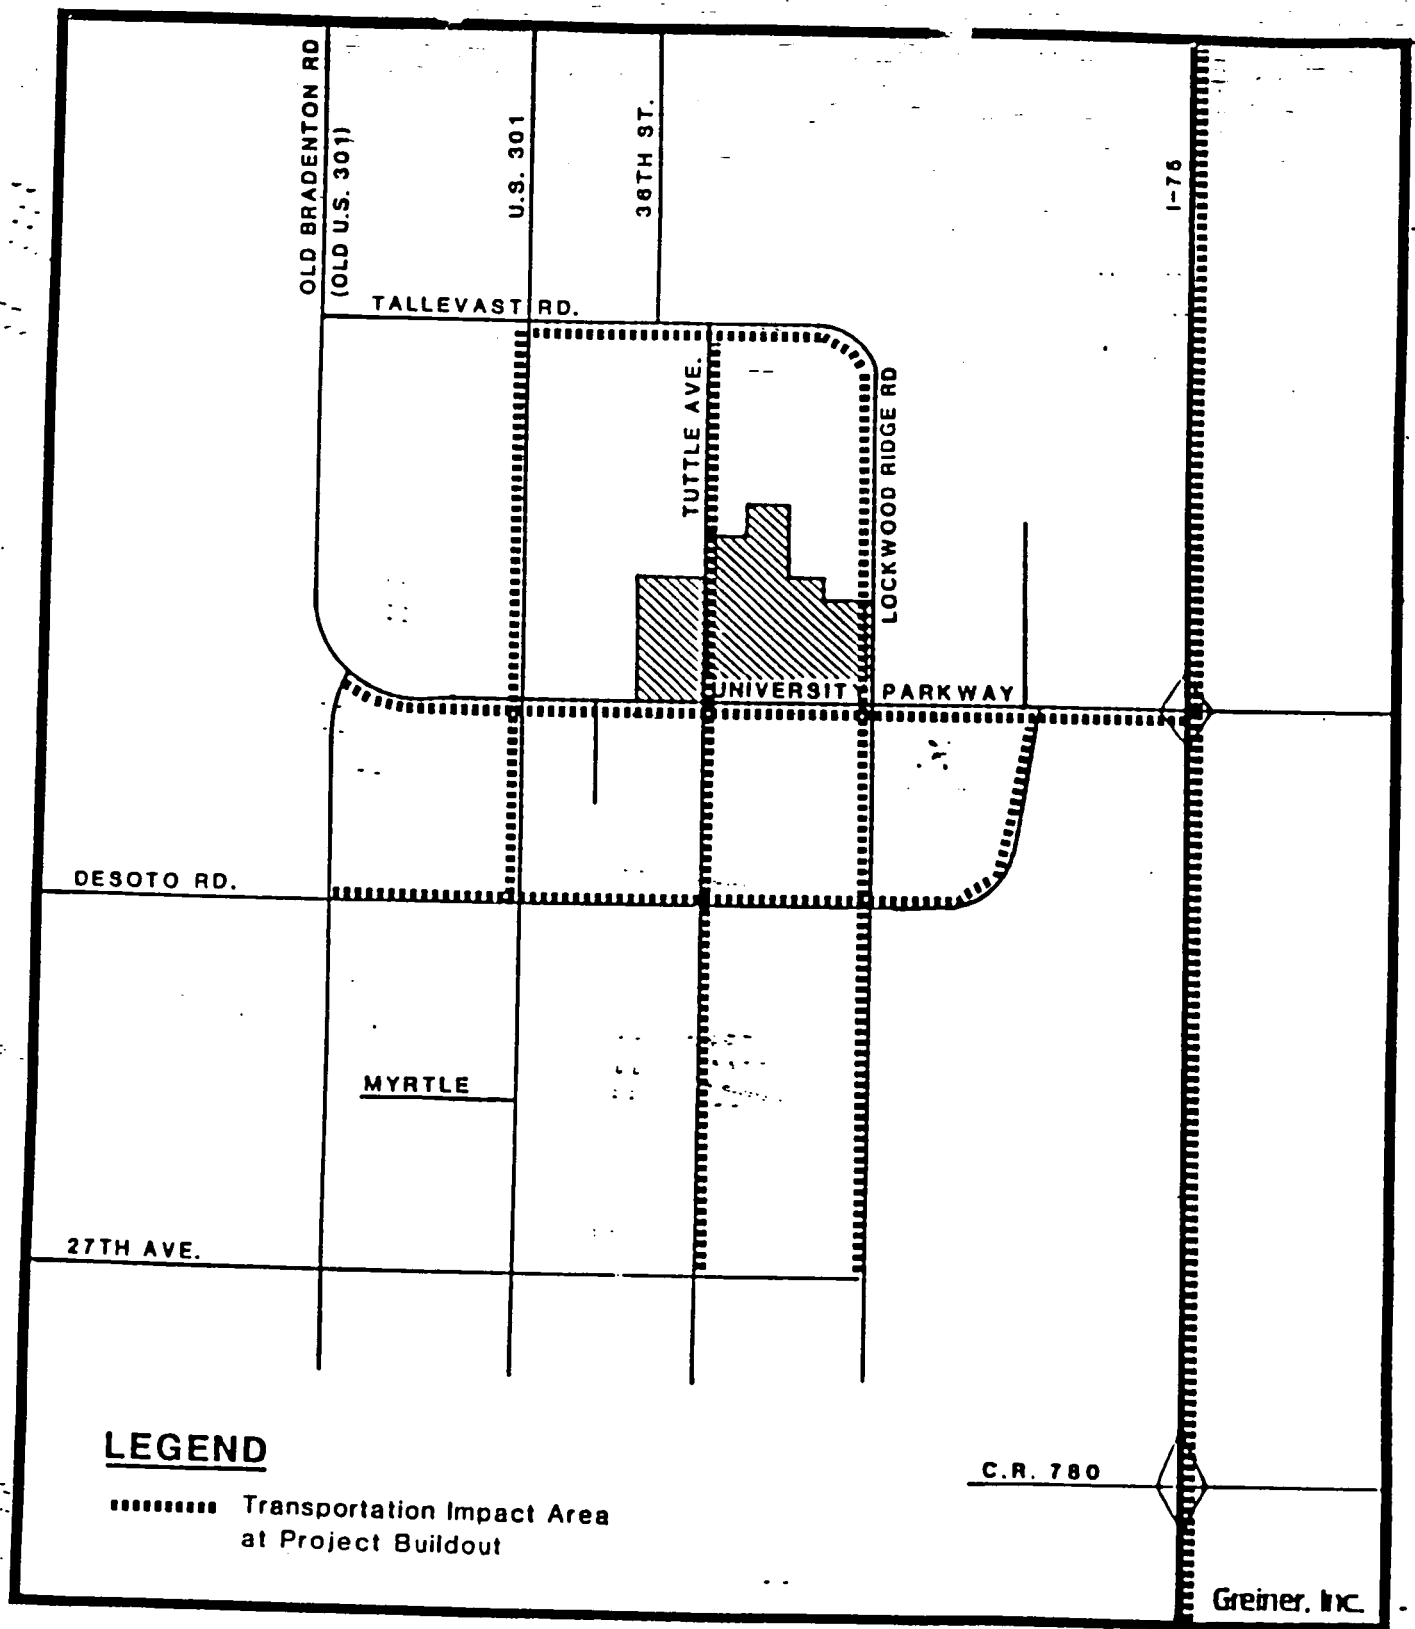 OLD BRADENTON RD
(OLD U.S. 301)
U.S. 301
36TH ST.
I-75
TALLEVAST RD.
TUTTLE AVE.
LOCKWOOD RIDGE RD
UNIVERSITY PARKWAY
DESOTO RD.
MYRTLE
27TH AVE.
C.R. 780
LEGEND
Transportation Impact Area
at Project Buildout
Greiner, Inc.